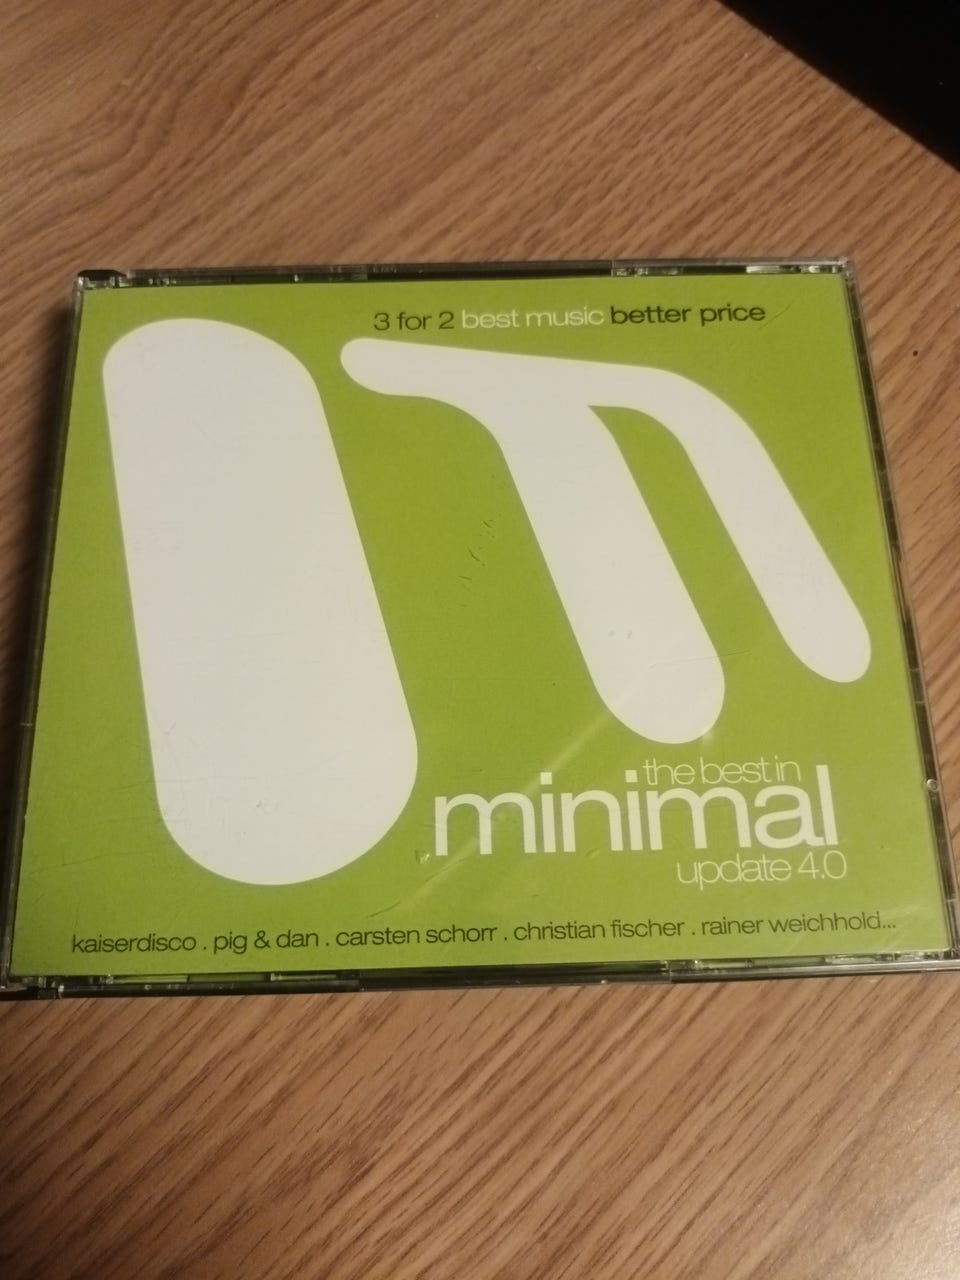 3 for 2 best music better price
the best in
minimal
update 4.0
kaiserdisco . pig & dan . carsten schorr . christian fischer . rainer weichhold...